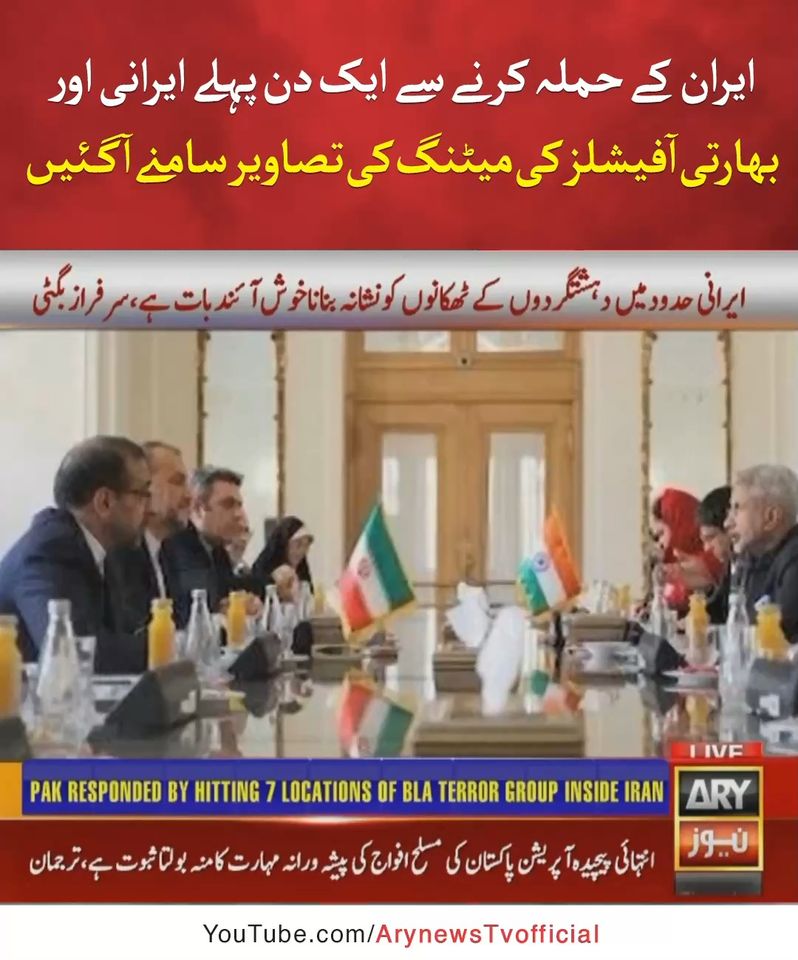 ایران کے حملہ کرنے سے ایک دن پہلے ایرانی اور
بھارتی آفیشلز کی میٹنگ کی تصاویر سامنے آگئیں
ایرانی حدود میں دہشتگردوں کے ٹھکانوں کو نشانہ بنانا خوش آئند بات ہے، سرفراز بگٹی
LIVE
PAK RESPONDED BY HITTING 7 LOCATIONS OF BLA TERROR GROUP INSIDE IRAN
ARY
نیوز
انتہائی پیچیدہ آپریشن پاکستان کی مسلح افواج کی پیشہ ورانہ مہارت کا منہ بولتا ثبوت ہے، ترجمان
YouTube.com/ArynewsTvofficial